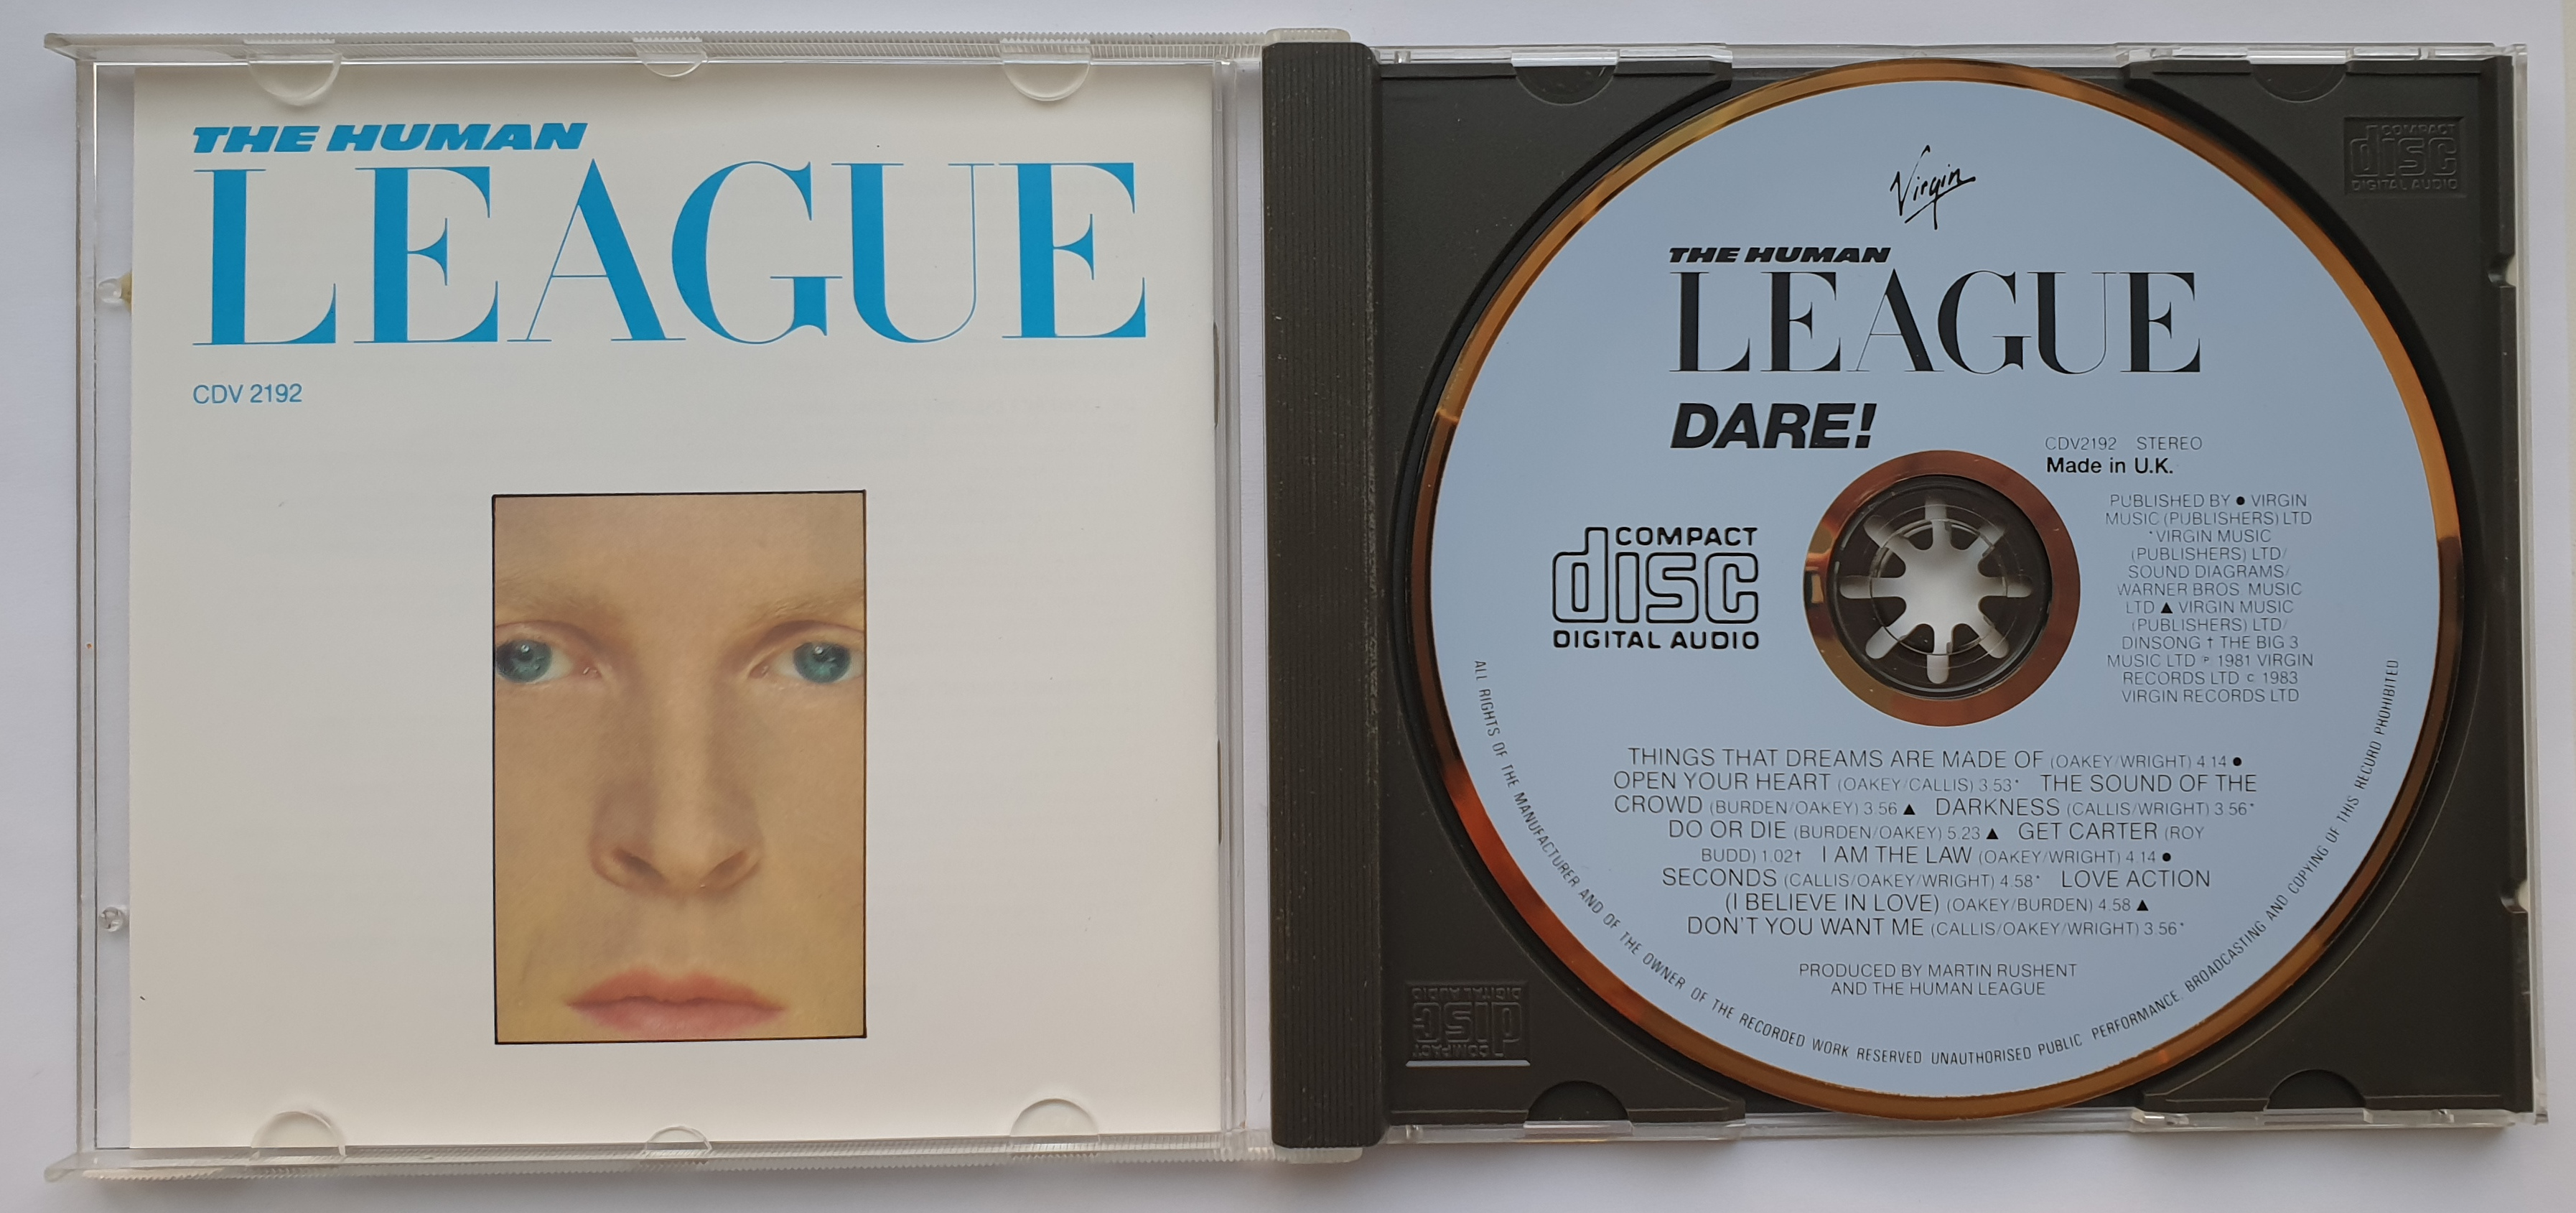 THE HUMAN
LEAGUE
CDV 2192
COMPACT
disc
DIGITAL AUDIO
Virgin
THE HUMAN
LEAGUE
DARE!
CDV2192 STEREO
Made in U.K.
COMPACT
disc
DIGITAL AUDIO
PUBLISHED BY ● VIRGIN
MUSIC (PUBLISHERS) LTD
*VIRGIN MUSIC
(PUBLISHERS) LTD/
SOUND DIAGRAMS/
WARNER BROS. MUSIC
LTD ▲ VIRGIN MUSIC
(PUBLISHERS) LTD/
DINSONG † THE BIG 3
MUSIC LTD ℗ 1981 VIRGIN
RECORDS LTD © 1983
VIRGIN RECORDS LTD
THINGS THAT DREAMS ARE MADE OF (OAKEY/WRIGHT) 4.14 ●
OPEN YOUR HEART (OAKEY/CALLIS) 3.53* THE SOUND OF THE
CROWD (BURDEN/OAKEY) 3.56 ▲ DARKNESS (CALLIS/WRIGHT) 3.56*
DO OR DIE (BURDEN/OAKEY) 5.23 ▲ GET CARTER (ROY
BUDD) 1.02† I AM THE LAW (OAKEY/WRIGHT) 4.14 ●
SECONDS (CALLIS/OAKEY/WRIGHT) 4.58* LOVE ACTION
(I BELIEVE IN LOVE) (OAKEY/BURDEN) 4.58 ▲
DON'T YOU WANT ME (CALLIS/OAKEY/WRIGHT) 3.56*
PRODUCED BY MARTIN RUSHENT
AND THE HUMAN LEAGUE
ALL RIGHTS OF THE MANUFACTURER AND OF THE OWNER OF THE RECORDED WORK RESERVED UNAUTHORISED PUBLIC PERFORMANCE. BROADCASTING AND COPYING OF THIS RECORD PROHIBITED
COMPACT
disc
DIGITAL AUDIO